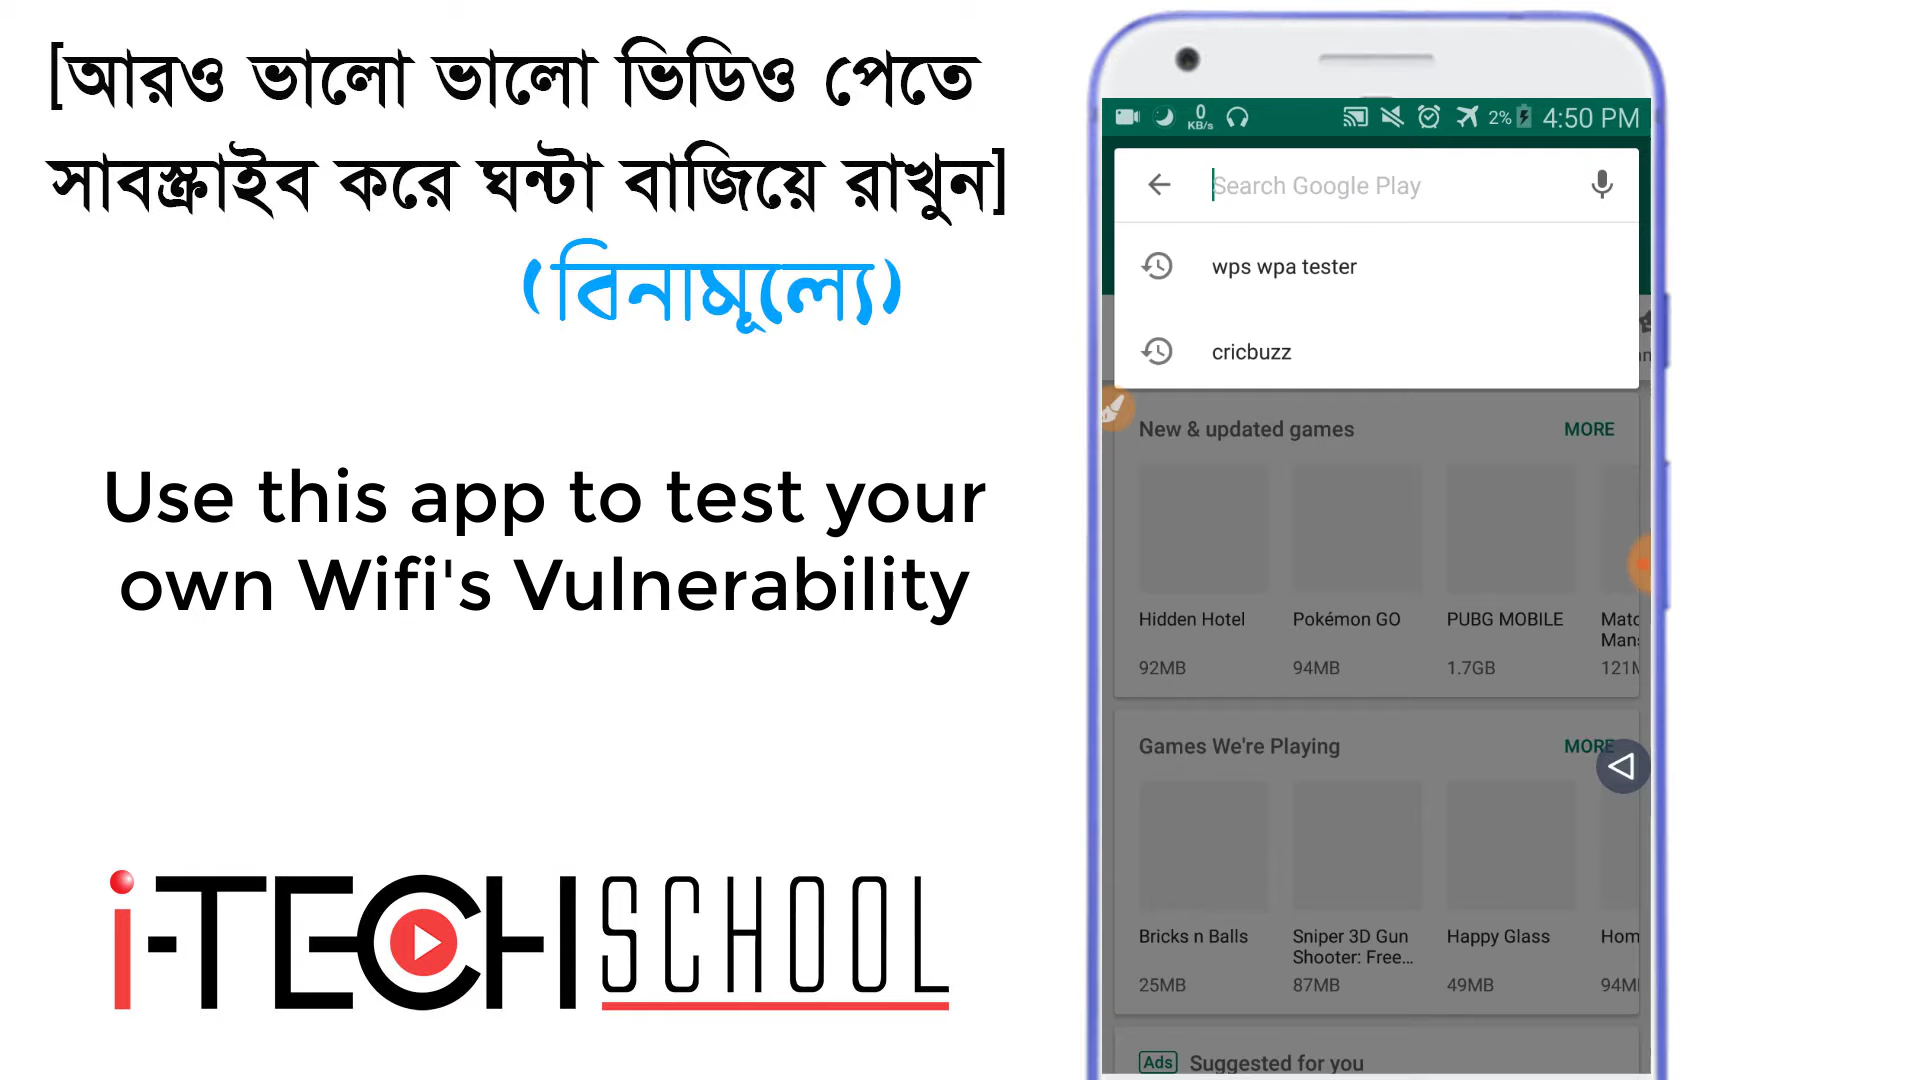 [আরও ভালো ভালো ভিডিও পেতে
সাবস্ক্রাইব করে ঘন্টা বাজিয়ে রাখুন]
(বিনামূল্যে)
Use this app to test your
own Wifi's Vulnerability
i-TECH SCHOOL
0 KB/s 2% 4:50 PM
Search Google Play
wps wpa tester
cricbuzz
New & updated games MORE
Hidden Hotel Pokémon GO PUBG MOBILE
92MB 94MB 1.7GB
Games We're Playing MORE
Bricks n Balls Sniper 3D Gun Happy Glass
Shooter: Free...
25MB 87MB 49MB 94M
Ads Suggested for you